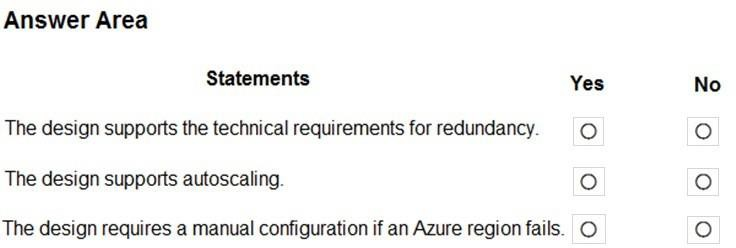 Answer Area
Statements Yes No
The design supports the technical requirements for redundancy.
The design supports autoscaling.
The design requires a manual configuration if an Azure region fails.